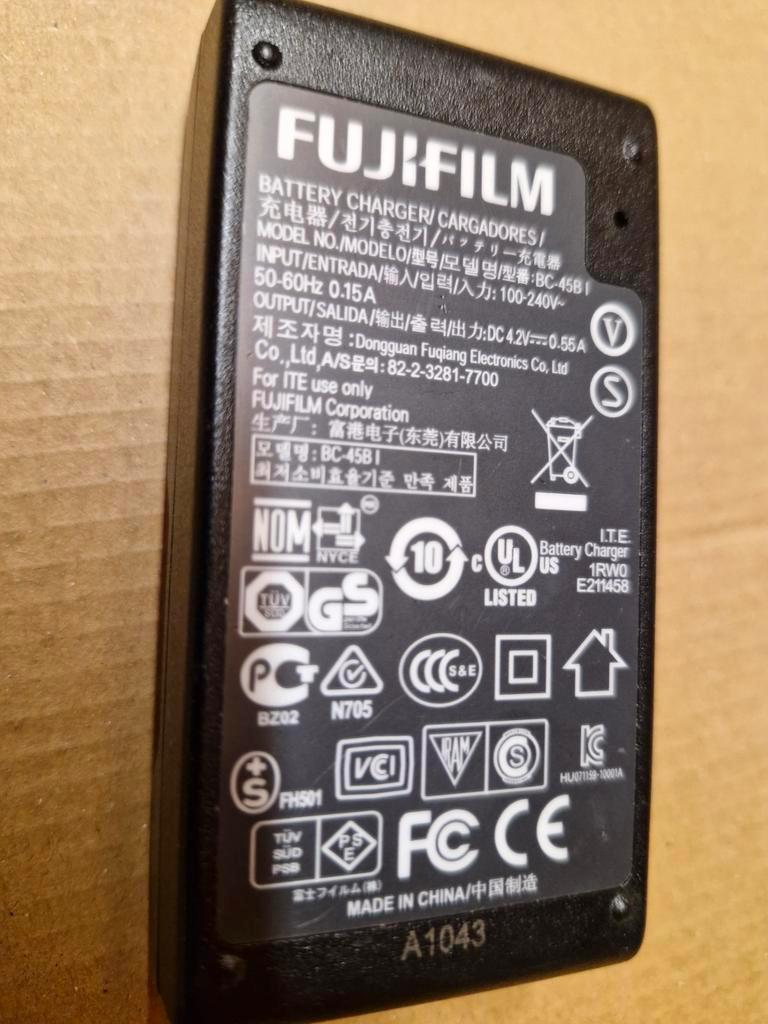 FUJIFILM
BATTERY CHARGER/ CARGADORES/
充电器/전기충전기/バッテリー充電器
MODEL NO./MODELO/型号/모델명/型番:BC-45B I
INPUT/ENTRADA/输入/입력/入力: 100-240V~
50-60Hz 0.15A
OUTPUT/SALIDA/输出/출력/出力:DC 4.2V⎓0.55A
제조자명:Dongguan Fuqiang Electronics Co, Ltd
Co.,Ltd,A/S문의: 82-2-3281-7700
For ITE use only
FUJIFILM Corporation
生产厂: 富港电子(东莞)有限公司
모델명: BC-45B I
최저소비효율기준 만족 제품
V
S
NOM
NYCE
10
C UL US
®
LISTED
I.T.E.
Battery Charger
1RW0
E211458
TÜV
SÜD
GS
PC
BZ02
N705
CCC S&E
+
S
FH501
VCI
IRAM
S
KC
HU071159-10001A
TÜV
SÜD
PSB
PS
E
FC CE
富士フイルム(株)
MADE IN CHINA/中国制造
A1043